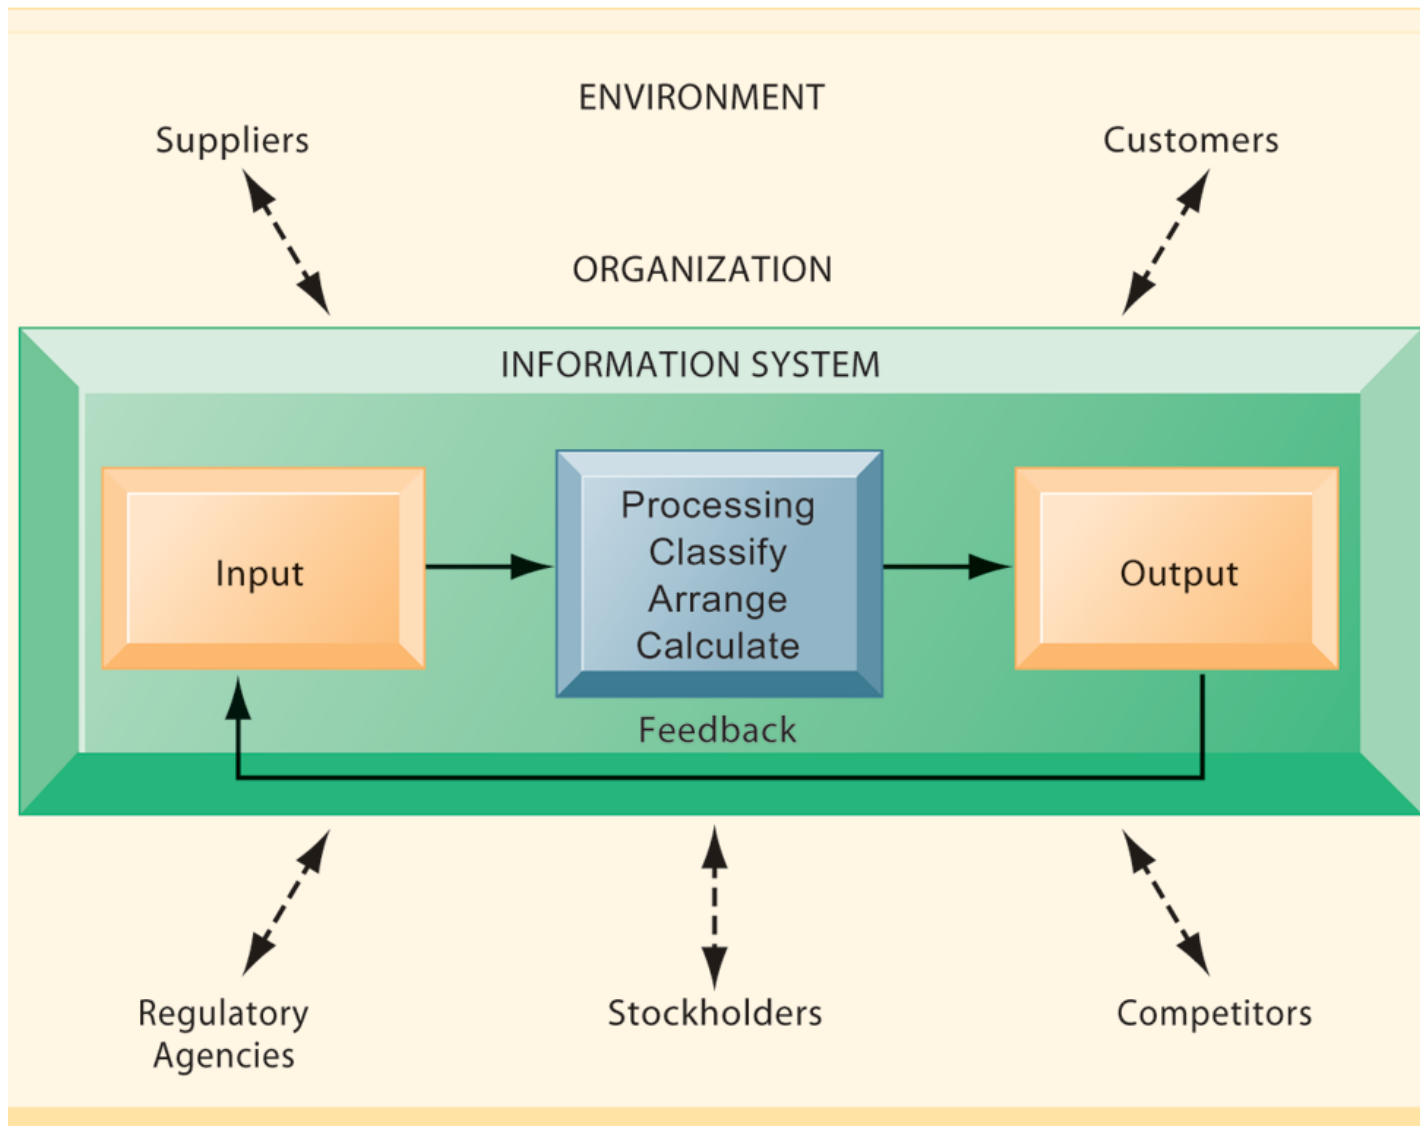 ENVIRONMENT
Suppliers
Customers
ORGANIZATION
INFORMATION SYSTEM
Input
Processing
Classify
Arrange
Calculate
Output
Feedback
Regulatory
Agencies
Stockholders
Competitors